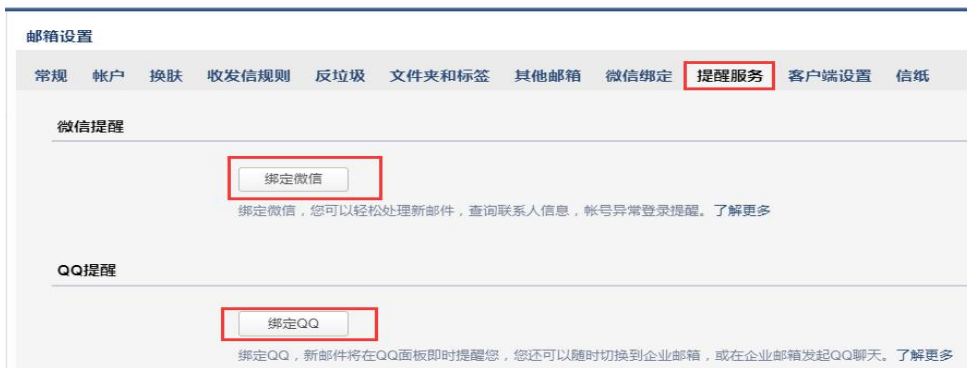 邮箱设置
常规 帐户 换肤 收发信规则 反垃圾 文件夹和标签 其他邮箱 微信绑定 提醒服务 客户端设置 信纸
微信提醒
绑定微信
绑定微信，您可以轻松处理新邮件，查询联系人信息，帐号异常登录提醒。了解更多
QQ提醒
绑定QQ
绑定QQ，新邮件将在QQ面板即时提醒您，您还可以随时切换到企业邮箱，或在企业邮箱发起QQ聊天。了解更多